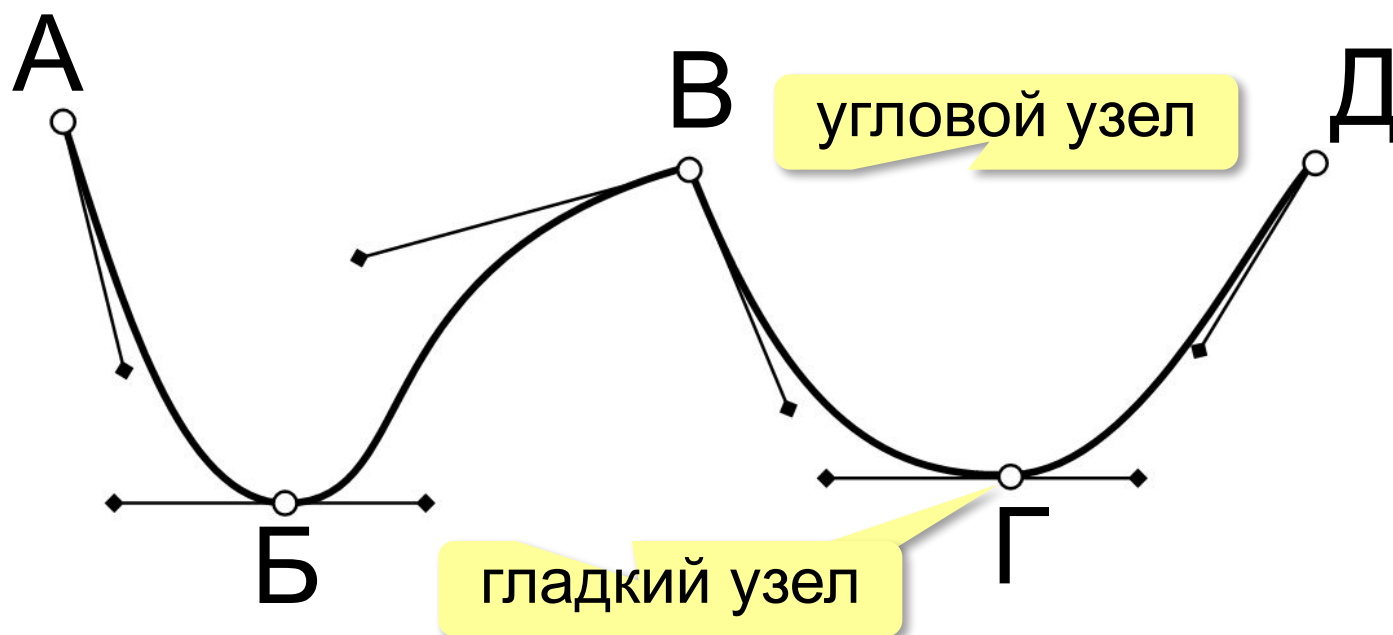 А
В
угловой узел
Д
Б
Г
гладкий узел